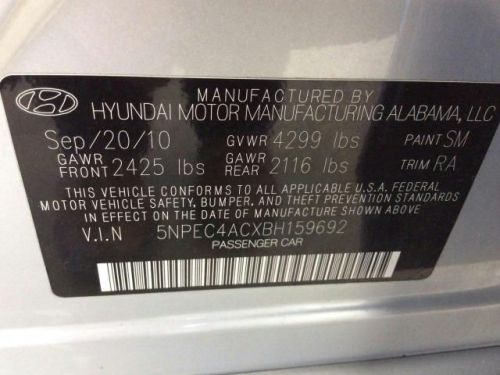 MANUFACTURED BY
HYUNDAI MOTOR MANUFACTURING ALABAMA, LLC
Sep/20/10 GVWR 4299 lbs PAINT SM
GAWR FRONT 2425 lbs GAWR REAR 2116 lbs TRIM RA
THIS VEHICLE CONFORMS TO ALL APPLICABLE U.S.A. FEDERAL
MOTOR VEHICLE SAFETY, BUMPER, AND THEFT PREVENTION STANDARDS
IN EFFECT ON THE DATE OF MANUFACTURE SHOWN ABOVE
V.I.N 5NPEC4ACXBH159692
PASSENGER CAR